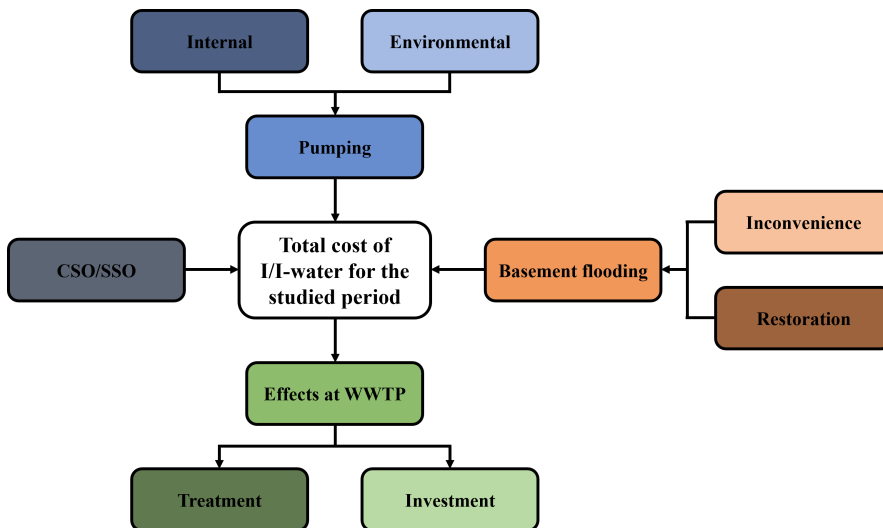 Internal
Environmental
Pumping
Inconvenience
CSO/SSO
Total cost of
I/I-water for the
studied period
Basement flooding
Restoration
Effects at WWTP
Treatment
Investment